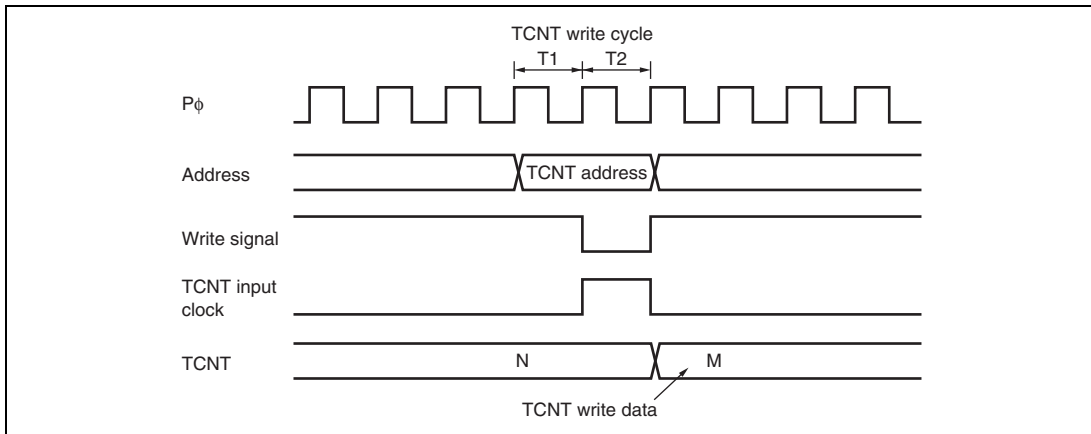 TCNT write cycle
T1 T2
Pϕ
Address
TCNT address
Write signal
TCNT input
clock
TCNT
N
M
TCNT write data